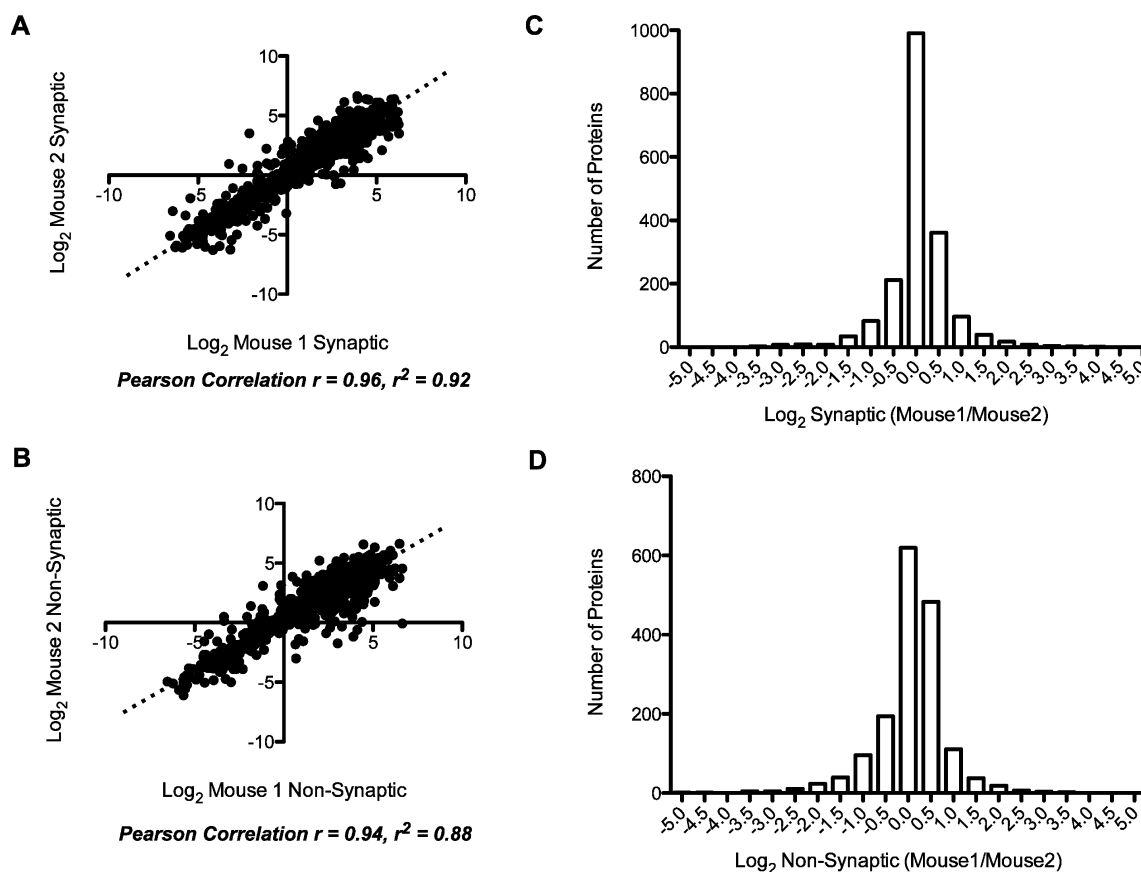 A
Log2 Mouse 2 Synaptic
10
5
-10
-5
5
10
-5
-10
Log2 Mouse 1 Synaptic
Pearson Correlation r = 0.96, r2 = 0.92
B
Log2 Mouse 2 Non-Synaptic
10
5
-10
-5
5
10
-5
-10
Log2 Mouse 1 Non-Synaptic
Pearson Correlation r = 0.94, r2 = 0.88
C
Number of Proteins
1000
800
600
400
200
0
-5.0 -4.5 -4.0 -3.5 -3.0 -2.5 -2.0 -1.5 -1.0 -0.5 0.0 0.5 1.0 1.5 2.0 2.5 3.0 3.5 4.0 4.5 5.0
Log2 Synaptic (Mouse1/Mouse2)
D
Number of Proteins
800
600
400
200
0
-5.0 -4.5 -4.0 -3.5 -3.0 -2.5 -2.0 -1.5 -1.0 -0.5 0.0 0.5 1.0 1.5 2.0 2.5 3.0 3.5 4.0 4.5 5.0
Log2 Non-Synaptic (Mouse1/Mouse2)